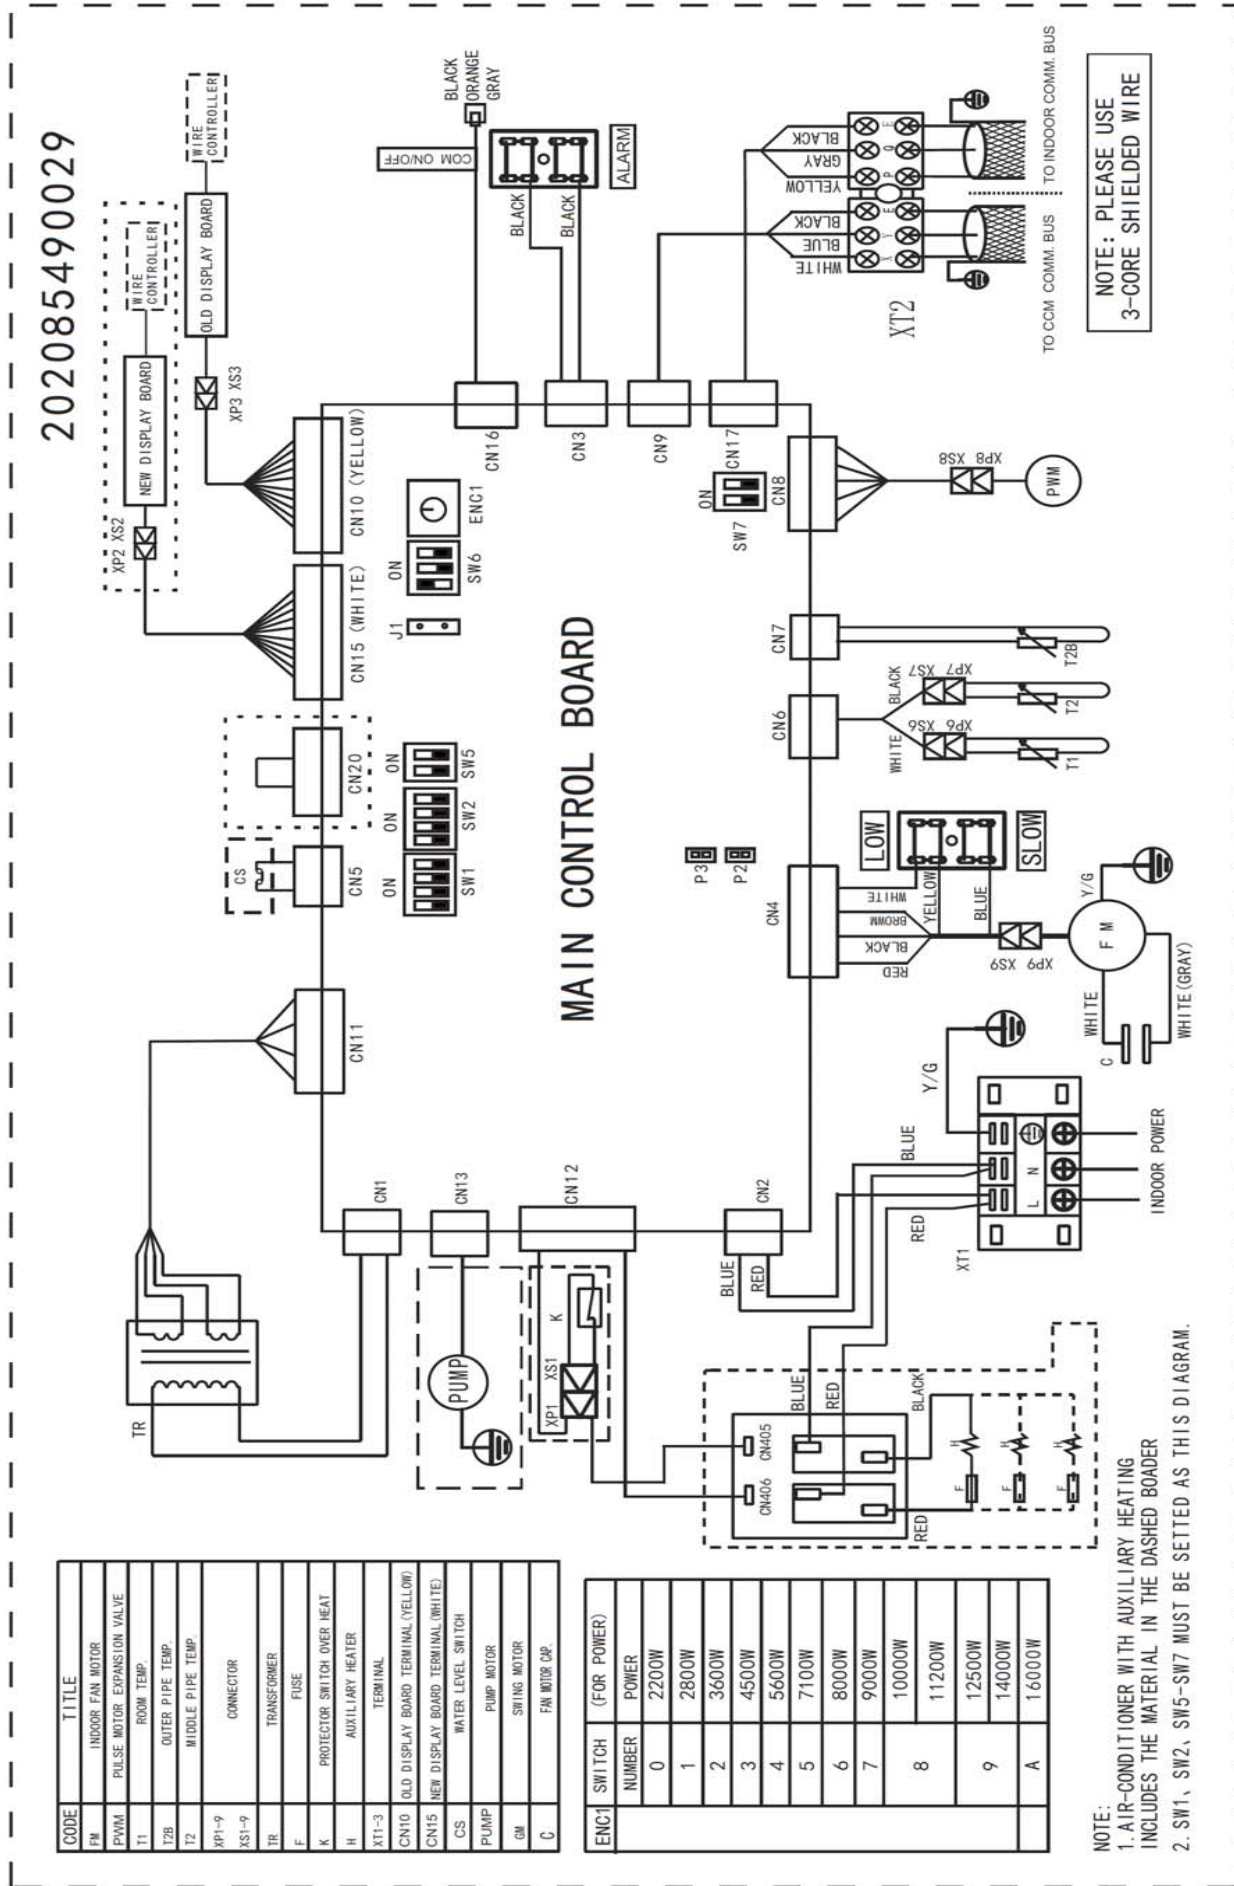 202085490029
WIRE
CONTROLLER
NEW DISPLAY BOARD
XP2 XS2
WIRE
CONTROLLER
OLD DISPLAY BOARD
XP3 XS3
CS
CN5
CN20
CN15 (WHITE)
CN10 (YELLOW)
CN11
TR
ON
SW1
ON
SW2
ON
SW5
J1
ON
SW6
ENC1
MAIN CONTROL BOARD
CN1
CN13
CN12
CN2
PUMP
XP1 XS1
K
CN16
CN3
CN9
CN17
COM ON/OFF
BLACK
ORANGE
GRAY
BLACK
BLACK
ALARM
YELLOW
GRAY
BLACK
WHITE
BLUE
BLACK
X Y E P Q E
XT2
TO CCM COMM. BUS
TO INDOOR COMM. BUS
NOTE: PLEASE USE
3-CORE SHIELDED WIRE
ON
SW7
CN8
XS8 XP8
PWM
CN7
T2B
CN6
WHITE
BLACK
XS6 XP6
XS7 XP7
T1
T2
P3
P2
CN4
RED
BLACK
BROWN
WHITE
YELLOW
BLUE
LOW
SLOW
XS9 XP9
F M
Y/G
WHITE
WHITE(GRAY)
C
BLUE
RED
BLUE
RED
Y/G
XT1
L N
INDOOR POWER
CN406
CN405
BLUE
RED
BLACK
RED
F H
F H
F H
CODE TITLE
FM INDOOR FAN MOTOR
PWM PULSE MOTOR EXPANSION VALVE
T1 ROOM TEMP.
T2B OUTER PIPE TEMP.
T2 MIDDLE PIPE TEMP.
XP1-9
XS1-9
CONNECTOR
TR TRANSFORMER
F FUSE
K PROTECTOR SWITCH OVER HEAT
H AUXILIARY HEATER
XT1-3 TERMINAL
CN10 OLD DISPLAY BOARD TERMINAL(YELLOW)
CN15 NEW DISPLAY BOARD TERMINAL(WHITE)
CS WATER LEVEL SWITCH
PUMP PUMP MOTOR
GM SWING MOTOR
C FAN MOTOR CAP.
ENC1 SWITCH (FOR POWER)
NUMBER POWER
0 2200W
1 2800W
2 3600W
3 4500W
4 5600W
5 7100W
6 8000W
7 9000W
8 10000W
11200W
9 12500W
14000W
A 16000W
NOTE:
1. AIR-CONDITIONER WITH AUXILIARY HEATING
INCLUDES THE MATERIAL IN THE DASHED BOADER
2. SW1、SW2、SW5-SW7 MUST BE SETTED AS THIS DIAGRAM.